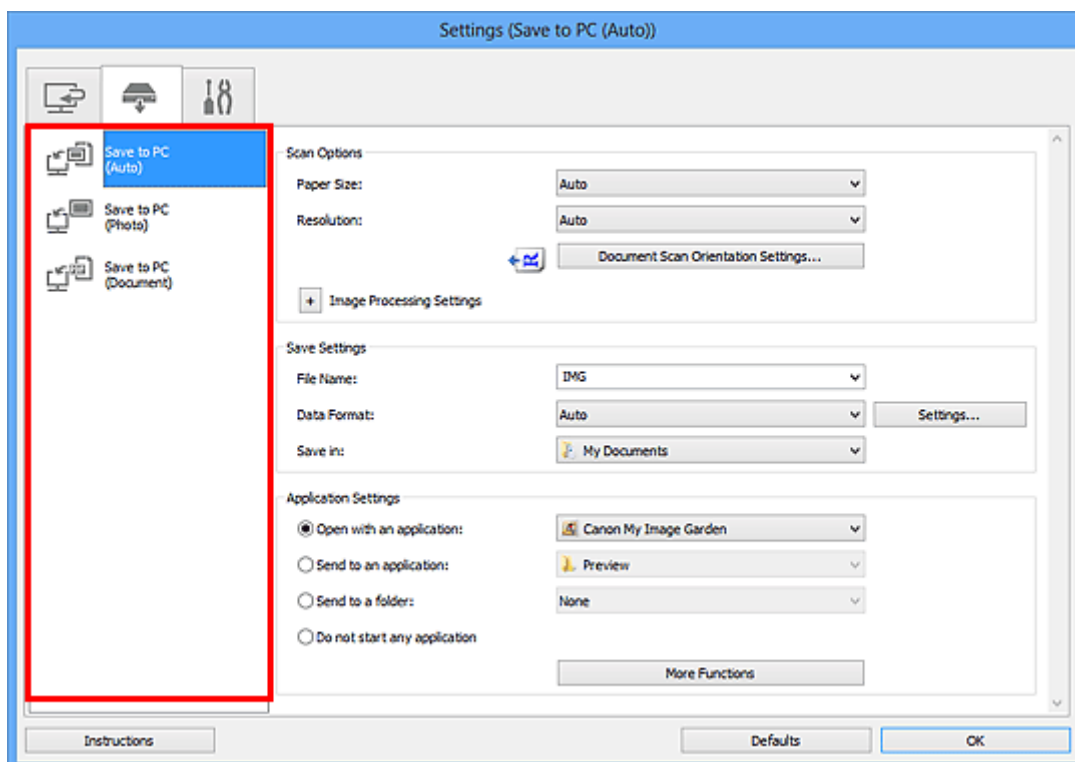 Settings (Save to PC (Auto))
Save to PC
(Auto)
Save to PC
(Photo)
Save to PC
(Document)
Scan Options
Paper Size: Auto
Resolution: Auto
Document Scan Orientation Settings...
+ Image Processing Settings
Save Settings
File Name: IMG
Data Format: Auto Settings...
Save in: My Documents
Application Settings
Open with an application: Canon My Image Garden
Send to an application: Preview
Send to a folder: None
Do not start any application
More Functions
Instructions Defaults OK